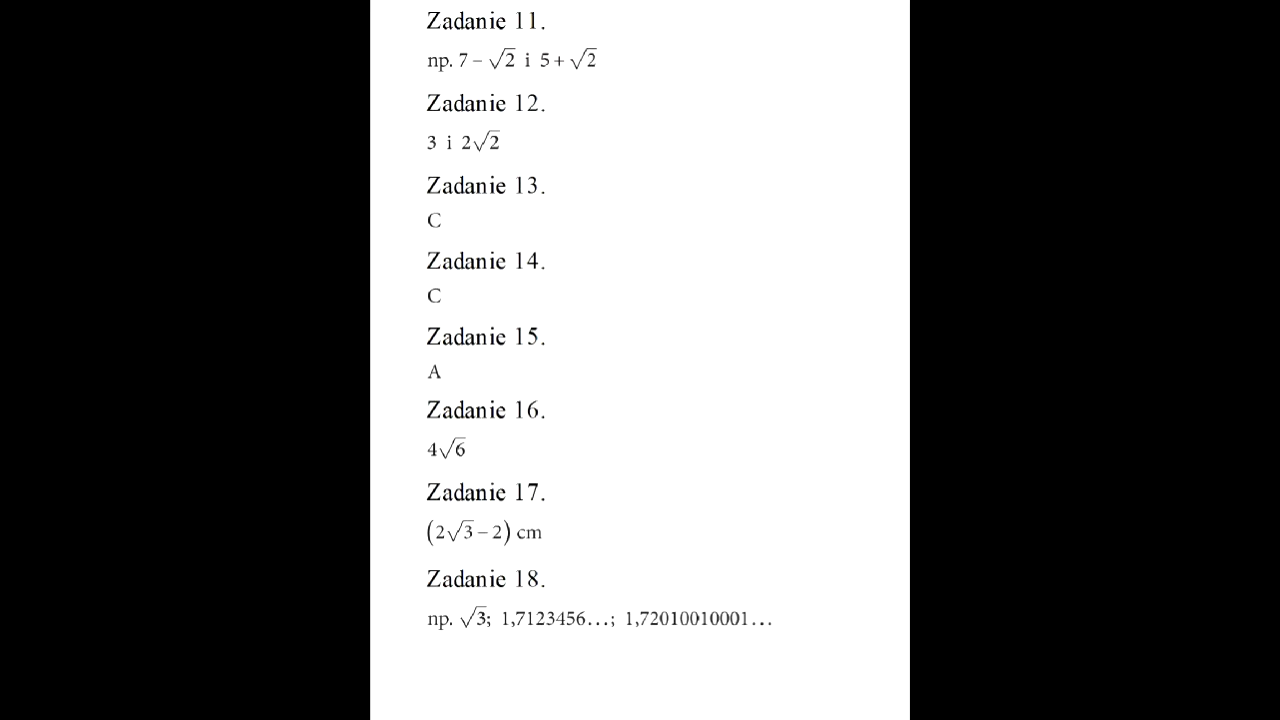 Zadanie 11.
np. 7 – √2 i 5 + √2
Zadanie 12.
3 i 2√2
Zadanie 13.
C
Zadanie 14.
C
Zadanie 15.
A
Zadanie 16.
4√6
Zadanie 17.
(2√3 – 2) cm
Zadanie 18.
np. √3; 1,7123456...; 1,72010010001...